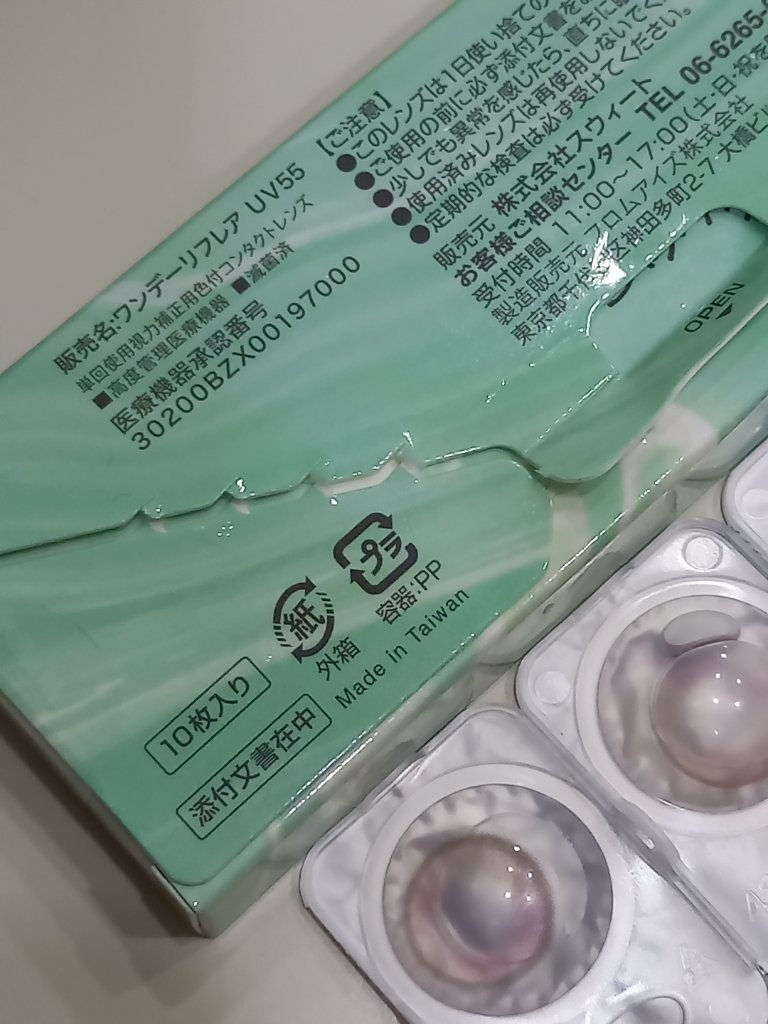 販売名:ワンデーリフレア UV55
単回使用視力補正用色付コンタクトレンズ
■高度管理医療機器 ■滅菌済
医療機器承認番号
30200BZX00197000
【ご注意】
●このレンズは1日使い捨ての
●ご使用の前に必ず添付文書をお
●少しでも異常を感じたら、直ちに眼
●使用済みレンズは再使用しないでく
●定期的な検査は必ず受けてください。
販売元 株式会社スウィート
お客様ご相談センター TEL 06-6265-
受付時間 11:00～17:00(土・日・祝を
製造販売元 フロムアイズ株式会社
東京都千代田区神田多町2-7 大橋ビル
OPEN
プラ
紙
容器:PP
外箱
Made in Taiwan
10枚入り
添付文書在中